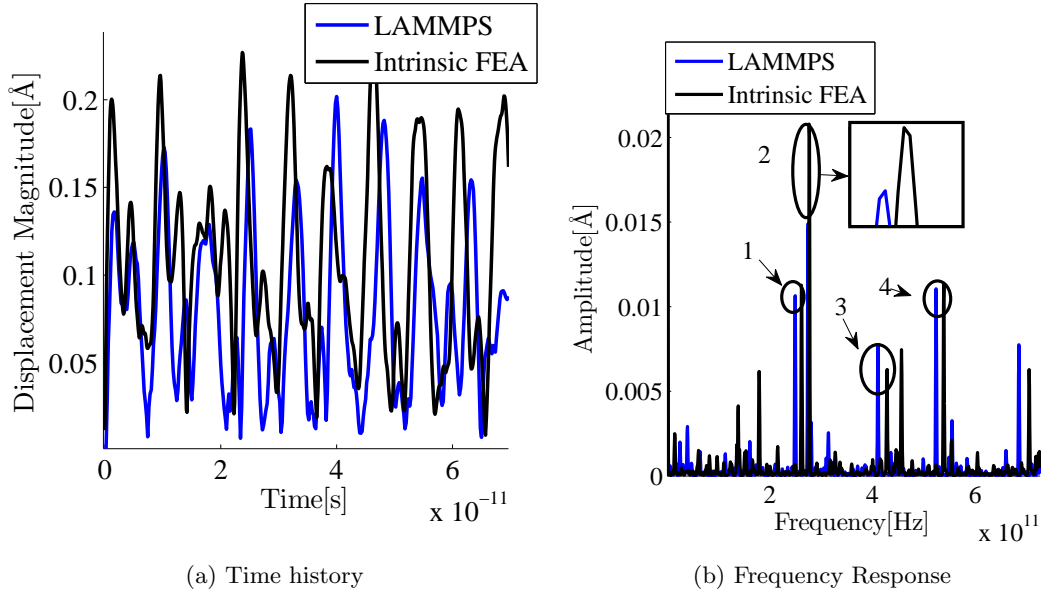 LAMMPS
Intrinsic FEA
Displacement Magnitude[Å]
0.2
0.15
0.1
0.05
0
2
4
6
Time[s]
x 10⁻¹¹
(a) Time history
LAMMPS
Intrinsic FEA
Amplitude[Å]
0.02
0.015
0.01
0.005
0
2
4
6
Frequency[Hz]
x 10¹¹
1
2
3
4
(b) Frequency Response